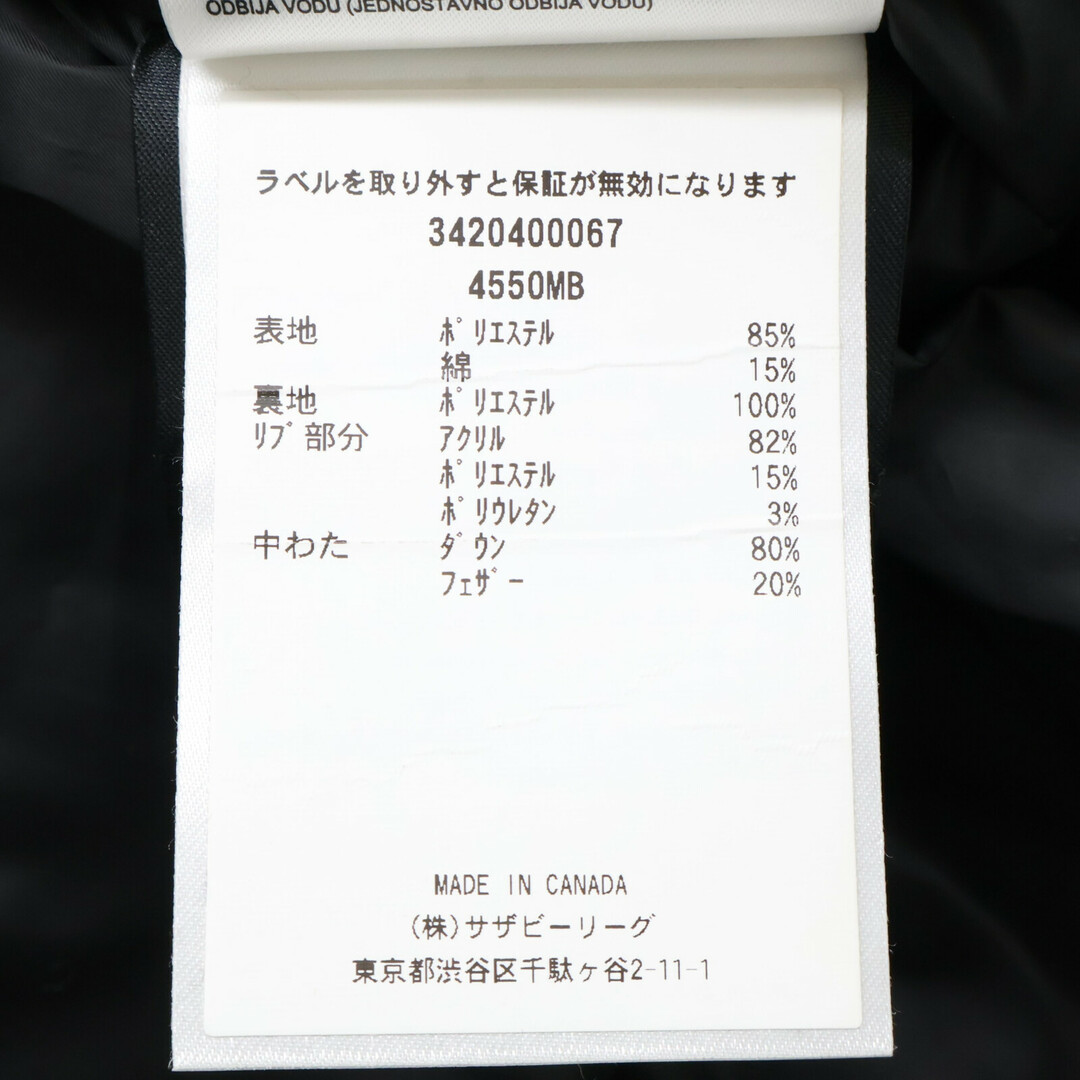 ODBIJA VODU (JEDNOSTAVNO ODBIJA VODU)
ラベルを取り外すと保証が無効になります
3420400067
4550MB
表地 ﾎﾟﾘｴｽﾃﾙ 85%
綿 15%
裏地 ﾎﾟﾘｴｽﾃﾙ 100%
ﾘﾌﾞ部分 ｱｸﾘﾙ 82%
ﾎﾟﾘｴｽﾃﾙ 15%
ﾎﾟﾘｳﾚﾀﾝ 3%
中わた ﾀﾞｳﾝ 80%
ﾌｪｻﾞｰ 20%
MADE IN CANADA
(株)サザビーリーグ
東京都渋谷区千駄ヶ谷2-11-1